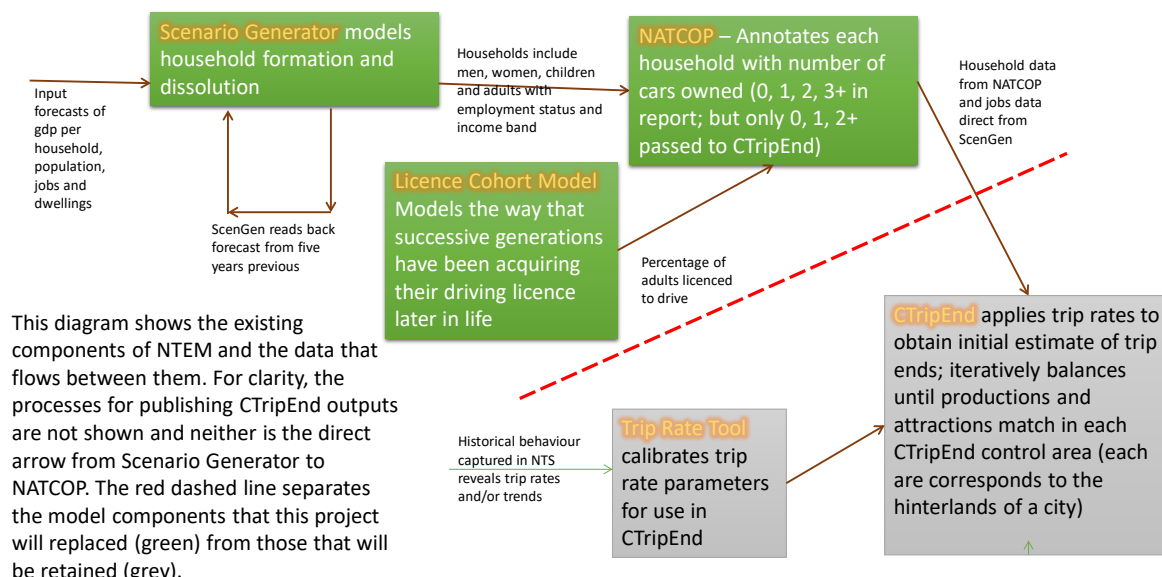 Scenario Generator models
household formation and
dissolution
Input
forecasts of
gdp per
household,
population,
jobs and
dwellings
Households include
men, women, children
and adults with
employment status and
income band
NATCOP – Annotates each
household with number of
cars owned (0, 1, 2, 3+ in
report; but only 0, 1, 2+
passed to CTripEnd)
Household data
from NATCOP
and jobs data
direct from
ScenGen
ScenGen reads back
forecast from five
years previous
Licence Cohort Model
Models the way that
successive generations
have been acquiring
their driving licence
later in life
Percentage of
adults licenced
to drive
This diagram shows the existing
components of NTEM and the data that
flows between them. For clarity, the
processes for publishing CTripEnd outputs
are not shown and neither is the direct
arrow from Scenario Generator to
NATCOP. The red dashed line separates
the model components that this project
will replaced (green) from those that will
be retained (grey).
Historical behaviour
captured in NTS
reveals trip rates
and/or trends
Trip Rate Tool
calibrates trip
rate parameters
for use in
CTripEnd
CTripEnd applies trip rates to
obtain initial estimate of trip
ends; iteratively balances
until productions and
attractions match in each
CTripEnd control area (each
are corresponds to the
hinterlands of a city)